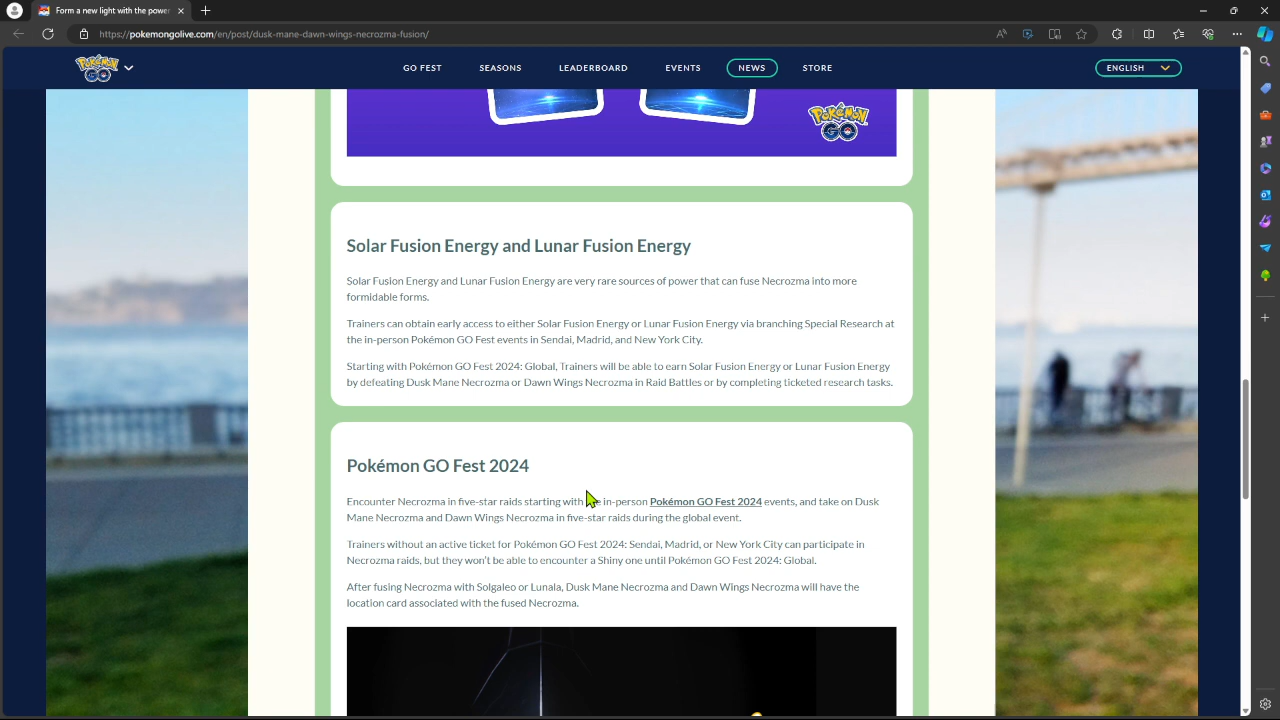 Form a new light with the power
https://pokemongolive.com/en/post/dusk-mane-dawn-wings-necrozma-fusion/
POKÉMON GO
GO FEST
SEASONS
LEADERBOARD
EVENTS
NEWS
STORE
ENGLISH
POKÉMON GO
Solar Fusion Energy and Lunar Fusion Energy
Solar Fusion Energy and Lunar Fusion Energy are very rare sources of power that can fuse Necrozma into more
formidable forms.
Trainers can obtain early access to either Solar Fusion Energy or Lunar Fusion Energy via branching Special Research at
the in-person Pokémon GO Fest events in Sendai, Madrid, and New York City.
Starting with Pokémon GO Fest 2024: Global, Trainers will be able to earn Solar Fusion Energy or Lunar Fusion Energy
by defeating Dusk Mane Necrozma or Dawn Wings Necrozma in Raid Battles or by completing ticketed research tasks.
Pokémon GO Fest 2024
Encounter Necrozma in five-star raids starting with the in-person Pokémon GO Fest 2024 events, and take on Dusk
Mane Necrozma and Dawn Wings Necrozma in five-star raids during the global event.
Trainers without an active ticket for Pokémon GO Fest 2024: Sendai, Madrid, or New York City can participate in
Necrozma raids, but they won't be able to encounter a Shiny one until Pokémon GO Fest 2024: Global.
After fusing Necrozma with Solgaleo or Lunala, Dusk Mane Necrozma and Dawn Wings Necrozma will have the
location card associated with the fused Necrozma.